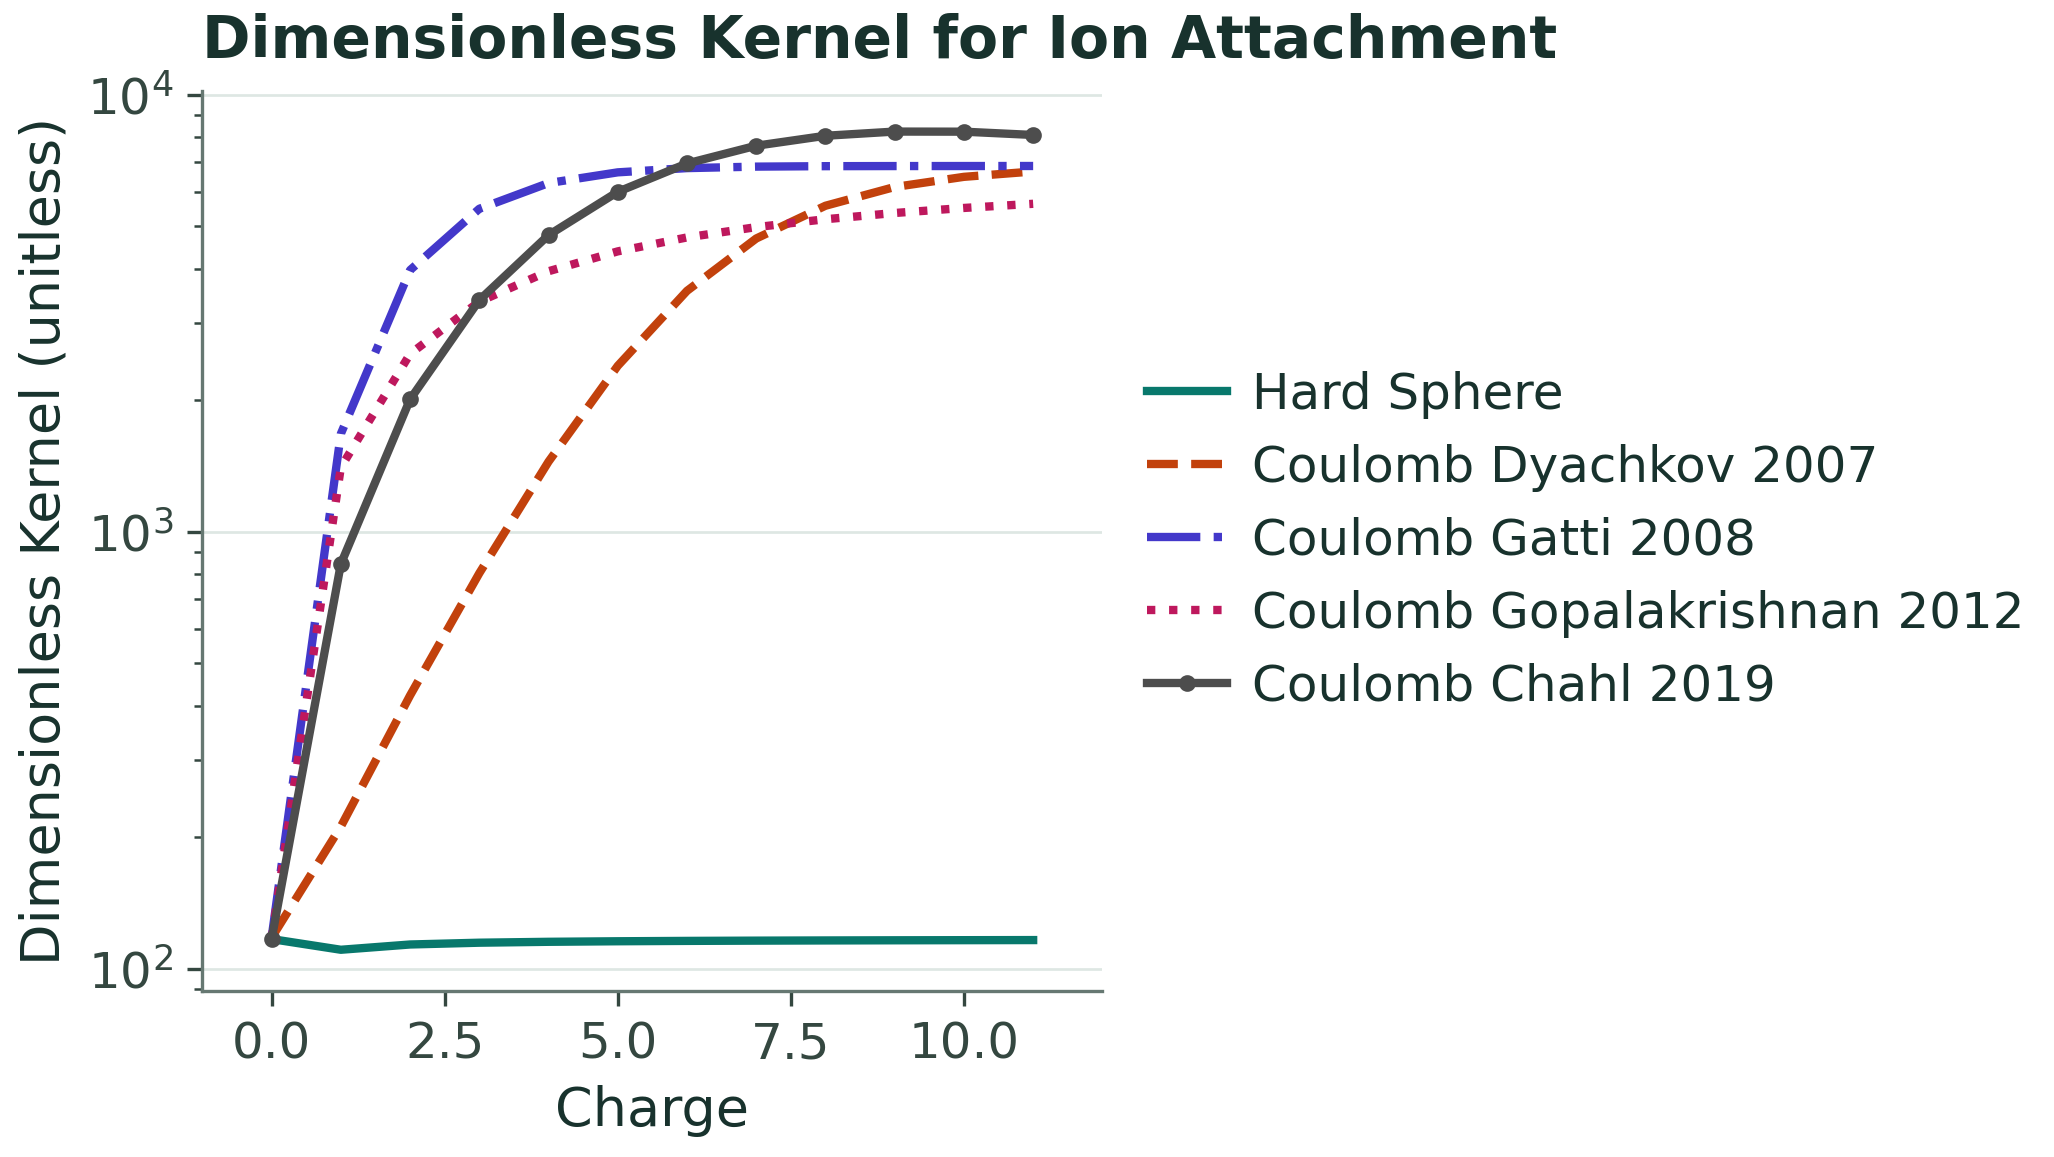 Dimensionless Kernel for Ion Attachment
Dimensionless Kernel (unitless)
10^4
10^3
10^2
0.0 2.5 5.0 7.5 10.0
Charge
Hard Sphere
Coulomb Dyachkov 2007
Coulomb Gatti 2008
Coulomb Gopalakrishnan 2012
Coulomb Chahl 2019